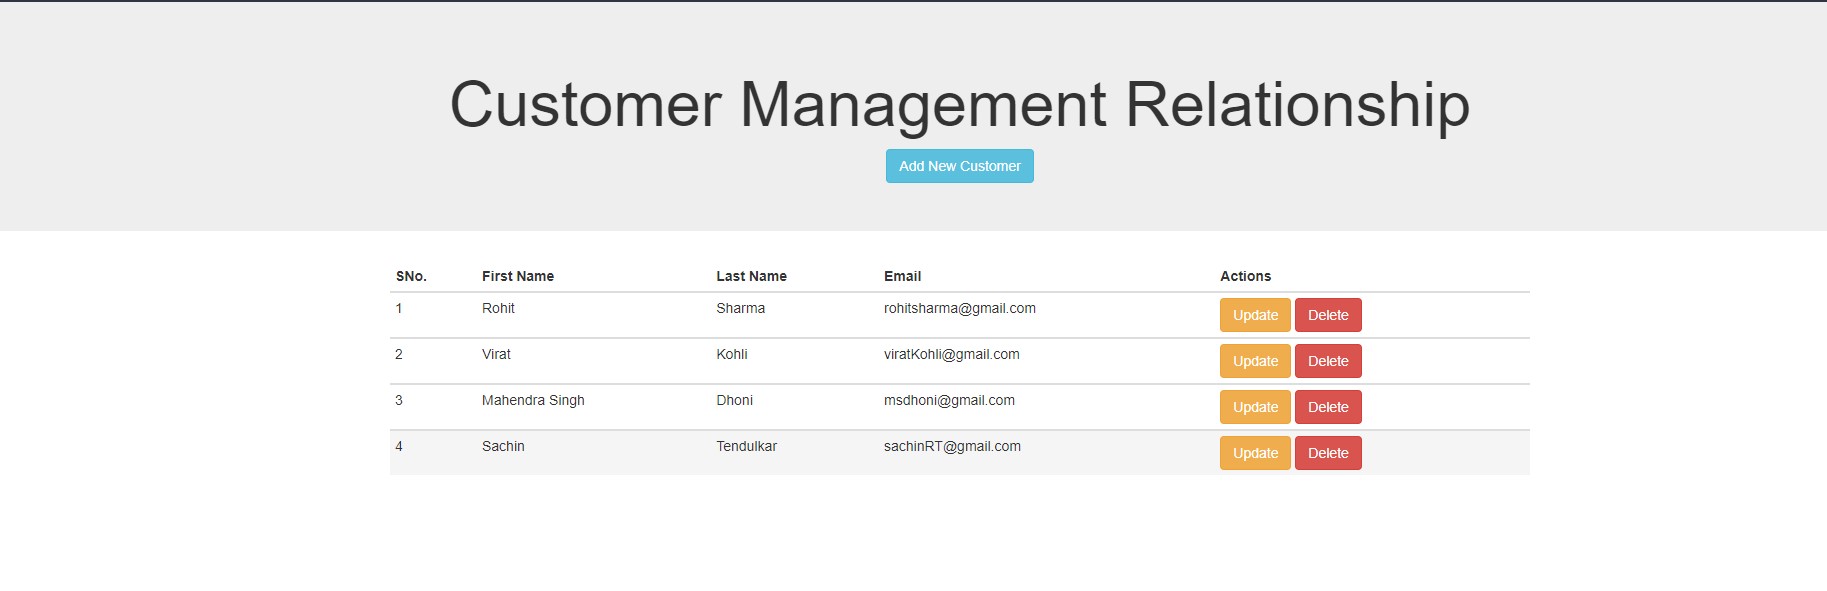 Customer Management Relationship
Add New Customer
SNo. First Name Last Name Email Actions
1 Rohit Sharma rohitsharma@gmail.com Update Delete
2 Virat Kohli viratKohli@gmail.com Update Delete
3 Mahendra Singh Dhoni msdhoni@gmail.com Update Delete
4 Sachin Tendulkar sachinRT@gmail.com Update Delete